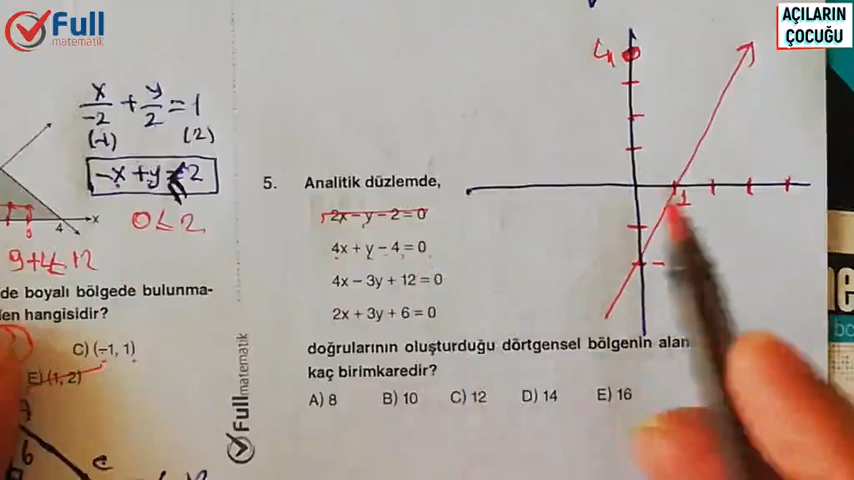 Full
matematik
AÇILARIN
ÇOCUĞU
x/-2 + y/2 = 1
(-1) (2)
-x + y < 2
0 ≤ 2
4 x
9+4≤12
de boyalı bölgede bulunma-
len hangisidir?
C) (–1, 1)
E) (1, 2)
A
6
C
Full matematik
5. Analitik düzlemde,
2x – y – 2 = 0
4x + y – 4 = 0
4x – 3y + 12 = 0
2x + 3y + 6 = 0
doğrularının oluşturduğu dörtgensel bölgenin alan
kaç birimkaredir?
A) 8 B) 10 C) 12 D) 14 E) 16
4
1